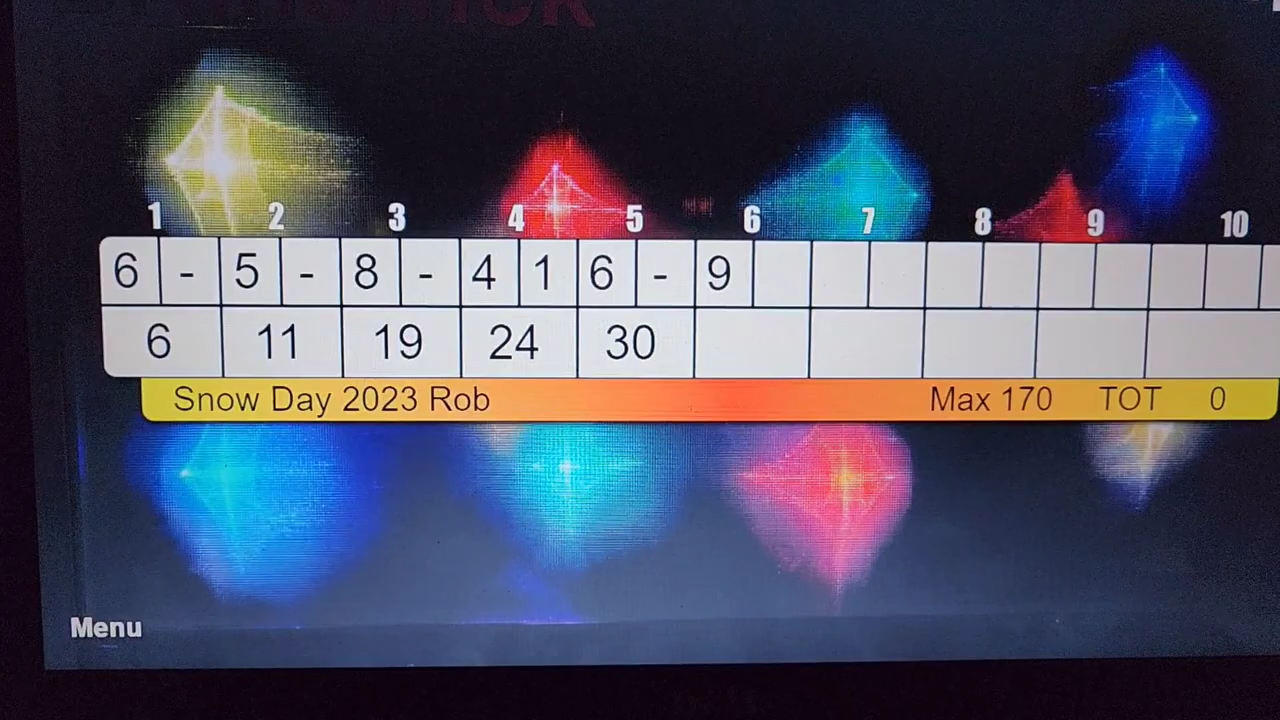 1 2 3 4 5 6 7 8 9 10
6 - 5 - 8 - 4 1 6 - 9
6 11 19 24 30
Snow Day 2023 Rob Max 170 TOT 0
Menu